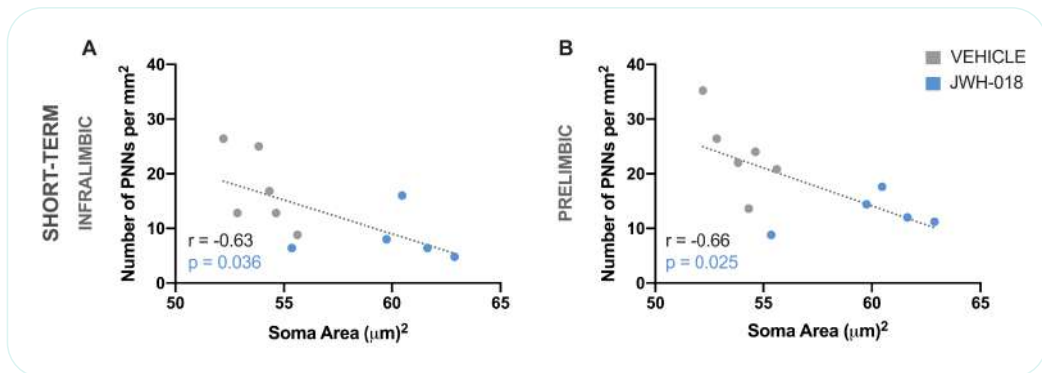 A
B
VEHICLE
JWH-018
SHORT-TERM
INFRALIMBIC
Number of PNNs per mm²
40
30
20
10
0
r = -0.63
p = 0.036
50
55
60
65
Soma Area (μm)²
PRELIMBIC
Number of PNNs per mm²
40
30
20
10
0
r = -0.66
p = 0.025
50
55
60
65
Soma Area (μm)²